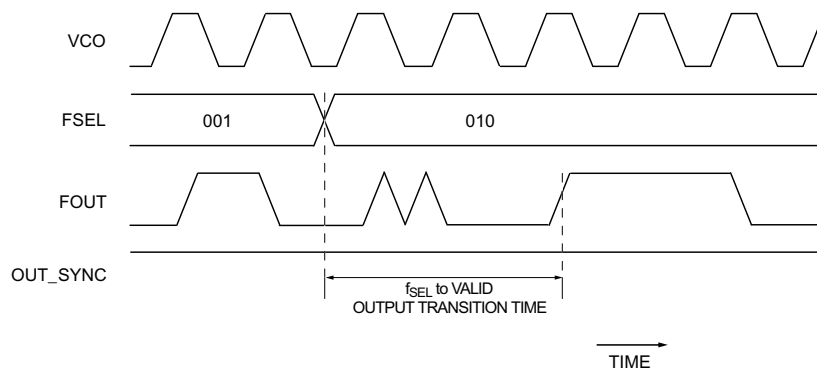 VCO
FSEL
001
010
FOUT
OUT_SYNC
fSEL to VALID
OUTPUT TRANSITION TIME
TIME